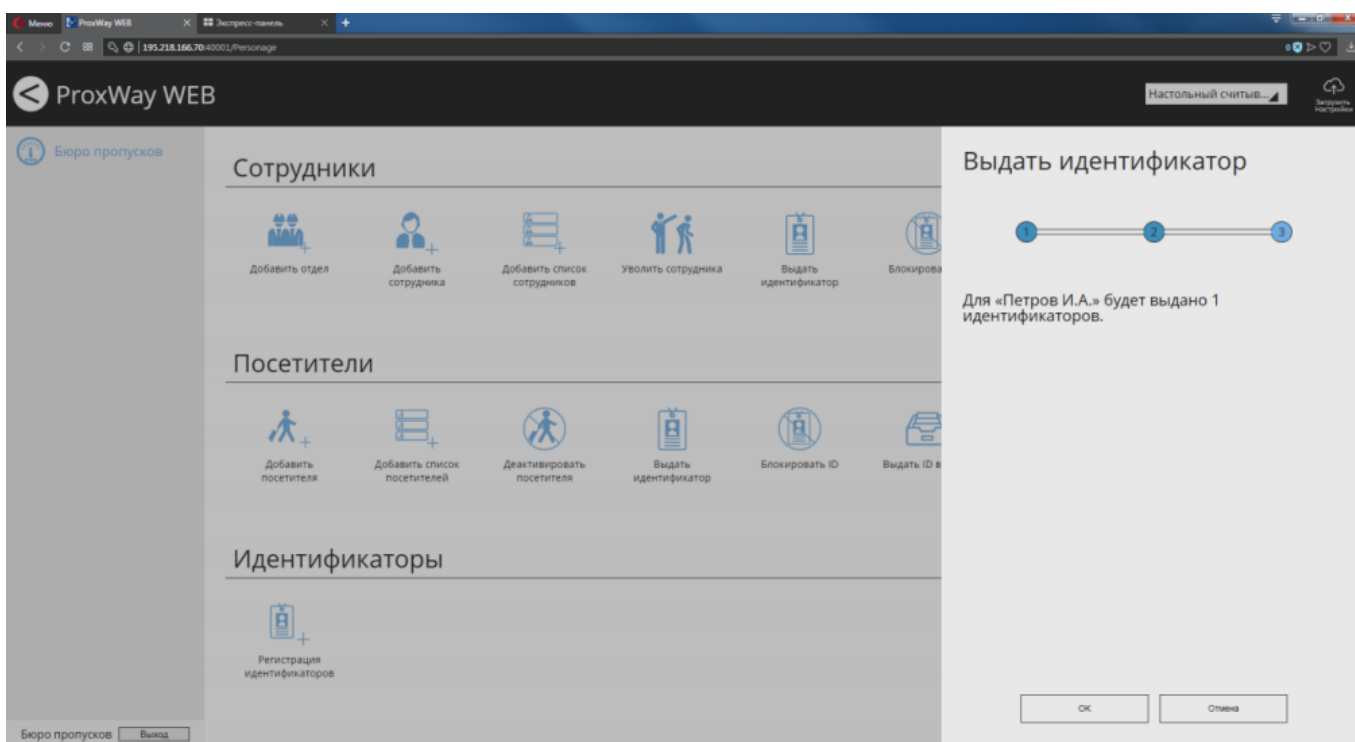 Меню
ProxWay WEB
Экспресс-панель
195.218.166.70:40001/Personage
0
ProxWay WEB
Настольный считыв...
Загрузить
Настройки
Бюро пропусков
Сотрудники
Добавить отдел
Добавить
сотрудника
Добавить список
сотрудников
Уволить сотрудника
Выдать
идентификатор
Блокирова
Посетители
Добавить
посетителя
Добавить список
посетителей
Деактивировать
посетителя
Выдать
идентификатор
Блокировать ID
Выдать ID в
Идентификаторы
Регистрация
идентификаторов
Выдать идентификатор
1
2
3
Для «Петров И.А.» будет выдано 1
идентификаторов.
ОК
Отмена
Бюро пропусков
Выход